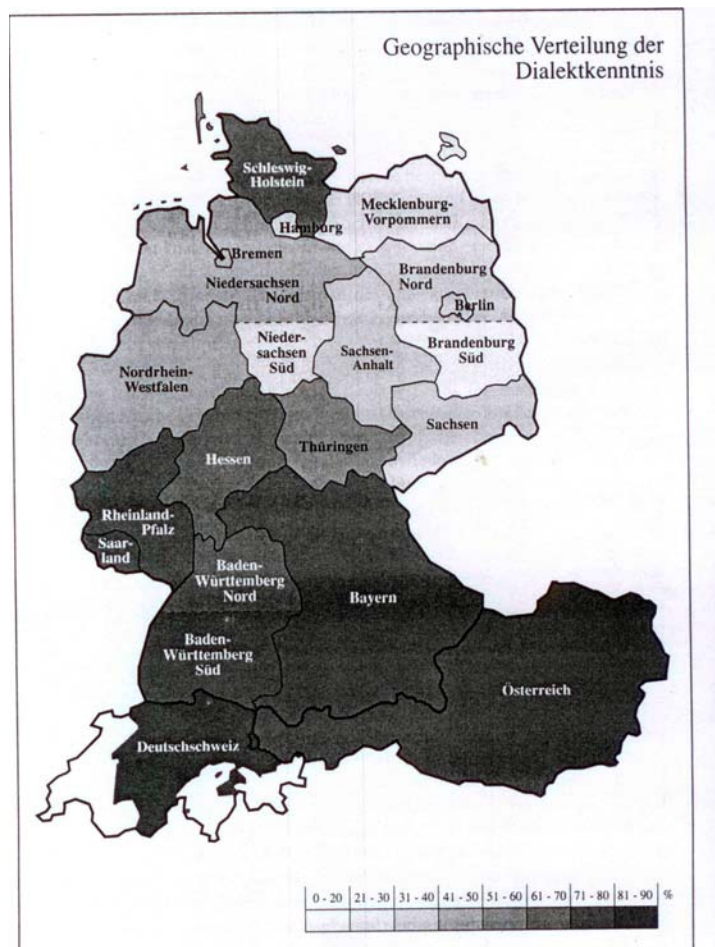 Geographische Verteilung der
Dialektkenntnis
Schleswig-
Holstein
Mecklenburg-
Vorpommern
Hamburg
Bremen
Niedersachsen
Nord
Brandenburg
Nord
Berlin
Nieder-
sachsen
Süd
Sachsen-
Anhalt
Brandenburg
Süd
Nordrhein-
Westfalen
Sachsen
Thüringen
Hessen
Rheinland-
Pfalz
Saar-
land
Baden-
Württemberg
Nord
Bayern
Baden-
Württemberg
Süd
Österreich
Deutschschweiz
0 - 20 21 - 30 31 - 40 41 - 50 51 - 60 61 - 70 71 - 80 81 - 90 %